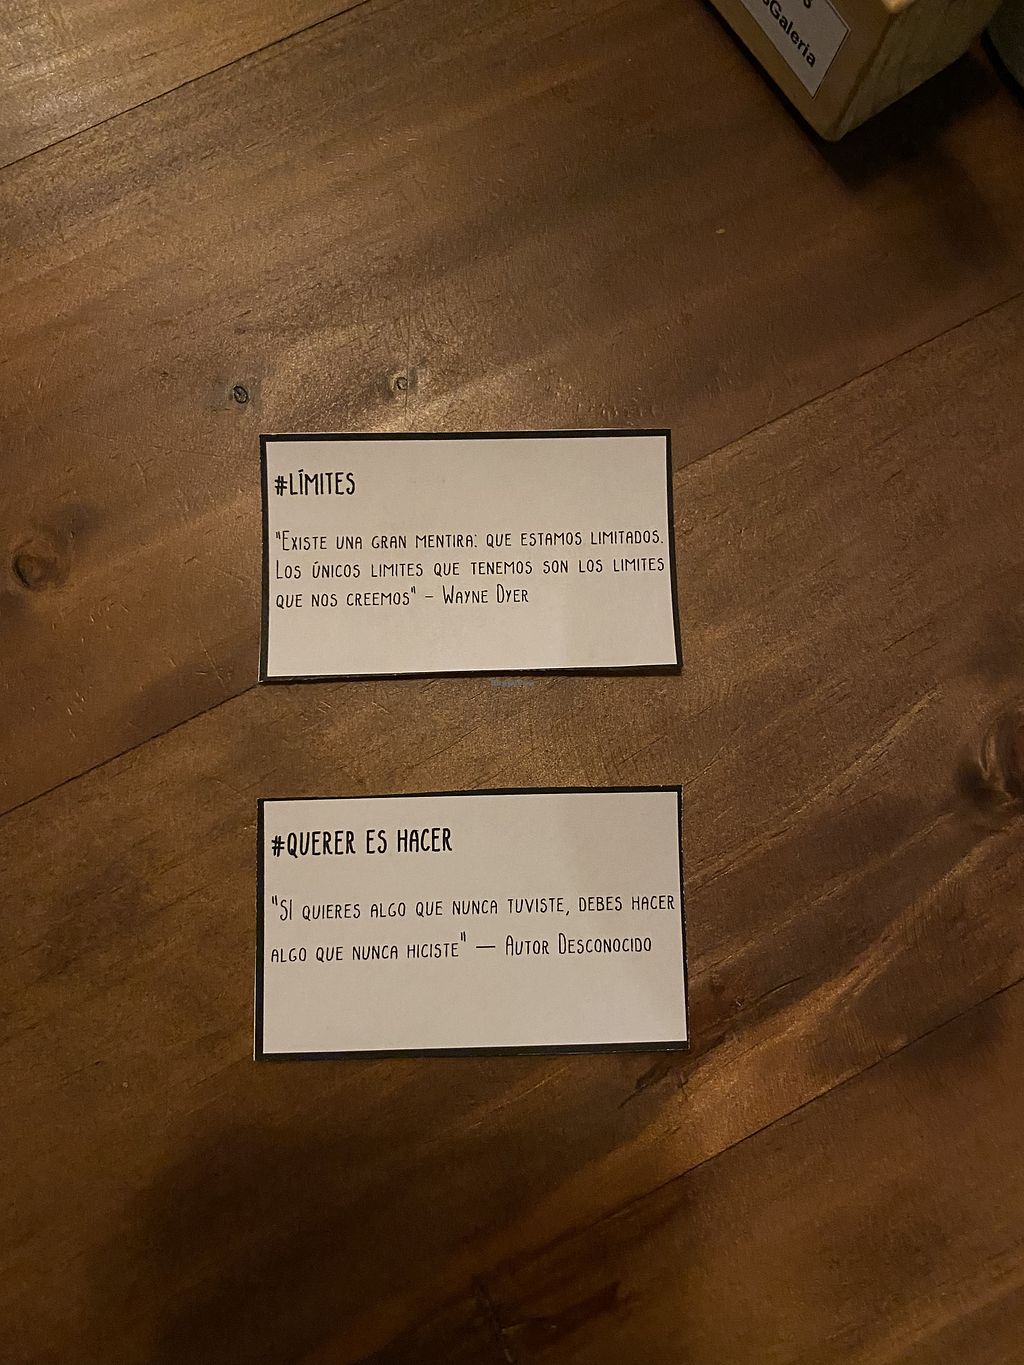 Galeria
#LÍMITES
"EXISTE UNA GRAN MENTIRA: QUE ESTAMOS LIMITADOS.
LOS ÚNICOS LIMITES QUE TENEMOS SON LOS LIMITES
QUE NOS CREEMOS" - WAYNE DYER
#QUERER ES HACER
"SI QUIERES ALGO QUE NUNCA TUVISTE, DEBES HACER
ALGO QUE NUNCA HICISTE" — AUTOR DESCONOCIDO